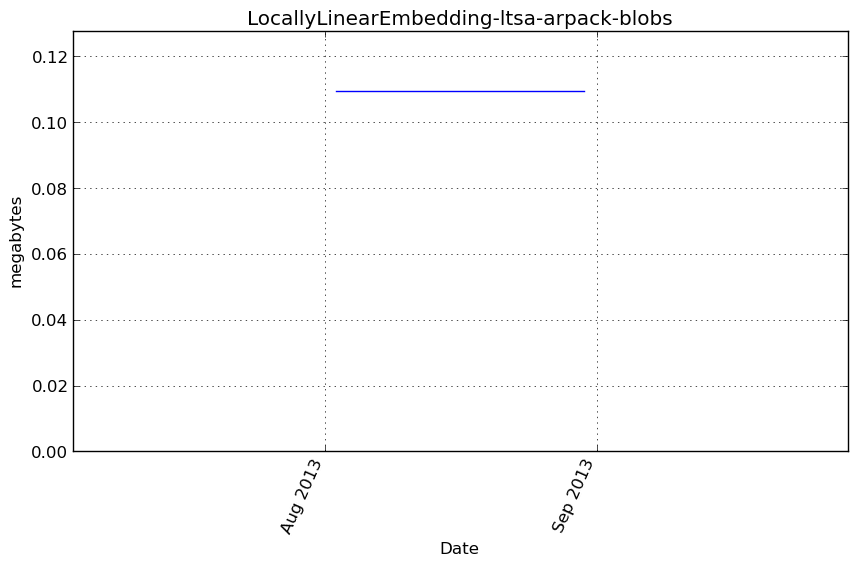 LocallyLinearEmbedding-ltsa-arpack-blobs
0.12
0.10
0.08
0.06
0.04
0.02
0.00
megabytes
Aug 2013
Sep 2013
Date